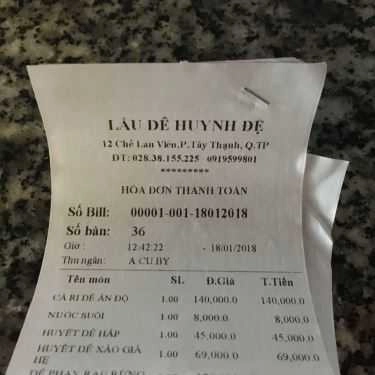 LẨU DÊ HUYNH ĐỆ
12 Chế Lan Viên,P.Tây Thạnh, Q.TP
ĐT: 028.38.155.225 0919599801
*********
HÓA ĐƠN THANH TOÁN
Số Bill: 00001-001-18012018
Số bàn: 36
Giờ : 12:42:22 - 18/01/2018
Thu ngân: A CU BY
Tên món SL Đ.Giá T.Tiền
CÀ RI DÊ ẤN ĐỘ 1.00 140,000.0 140,000.0
NƯỚC SUỐI 1.00 8,000.0 8,000.0
HUYẾT DÊ HẤP 1.00 45,000.0 45,000.0
HUYẾT DÊ XÀO GIÁ 1.00 69,000.0 69,000.0
HẸ